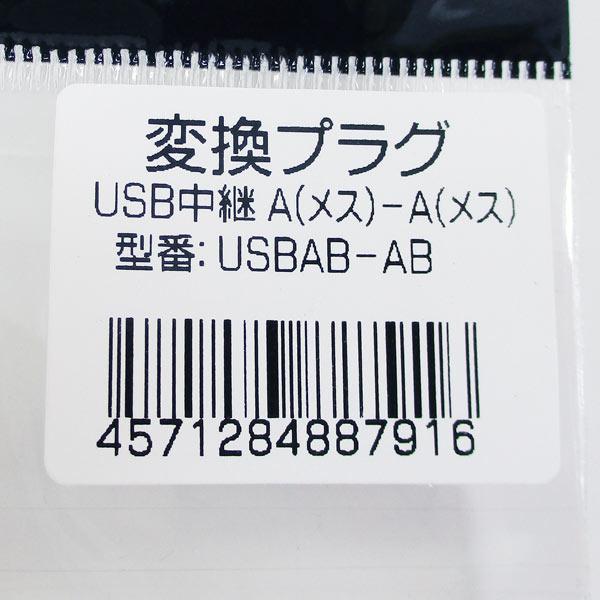 変換プラグ
USB中継 A(メス)-A(メス)
型番: USBAB-AB
4571284887916